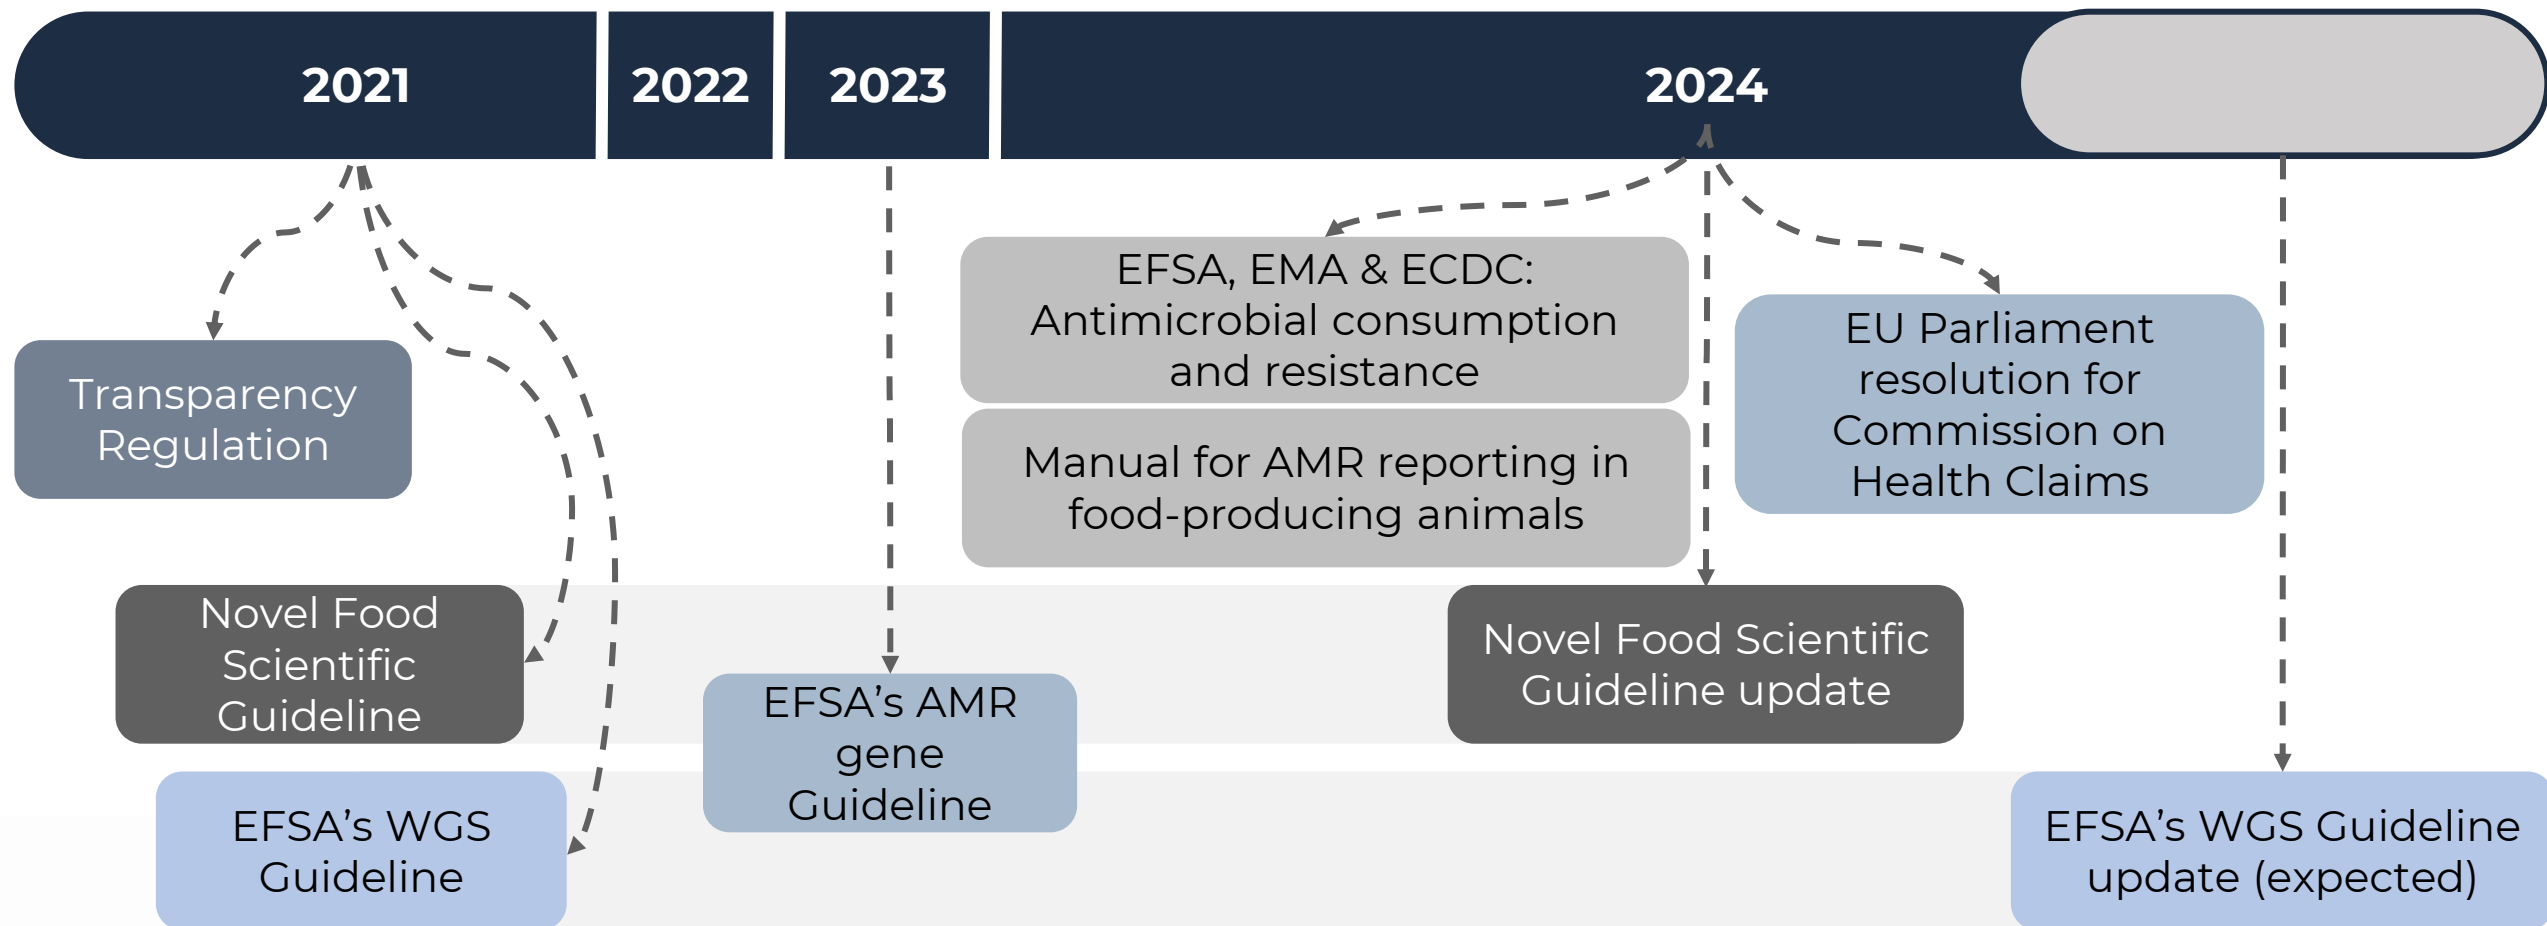 2021
2022
2023
2024
EFSA, EMA & ECDC:
Antimicrobial consumption
and resistance
EU Parliament
resolution for
Commission on
Health Claims
Transparency
Regulation
Manual for AMR reporting in
food-producing animals
Novel Food
Scientific
Guideline
Novel Food Scientific
Guideline update
EFSA’s AMR
gene
Guideline
EFSA’s WGS
Guideline
EFSA’s WGS Guideline
update (expected)